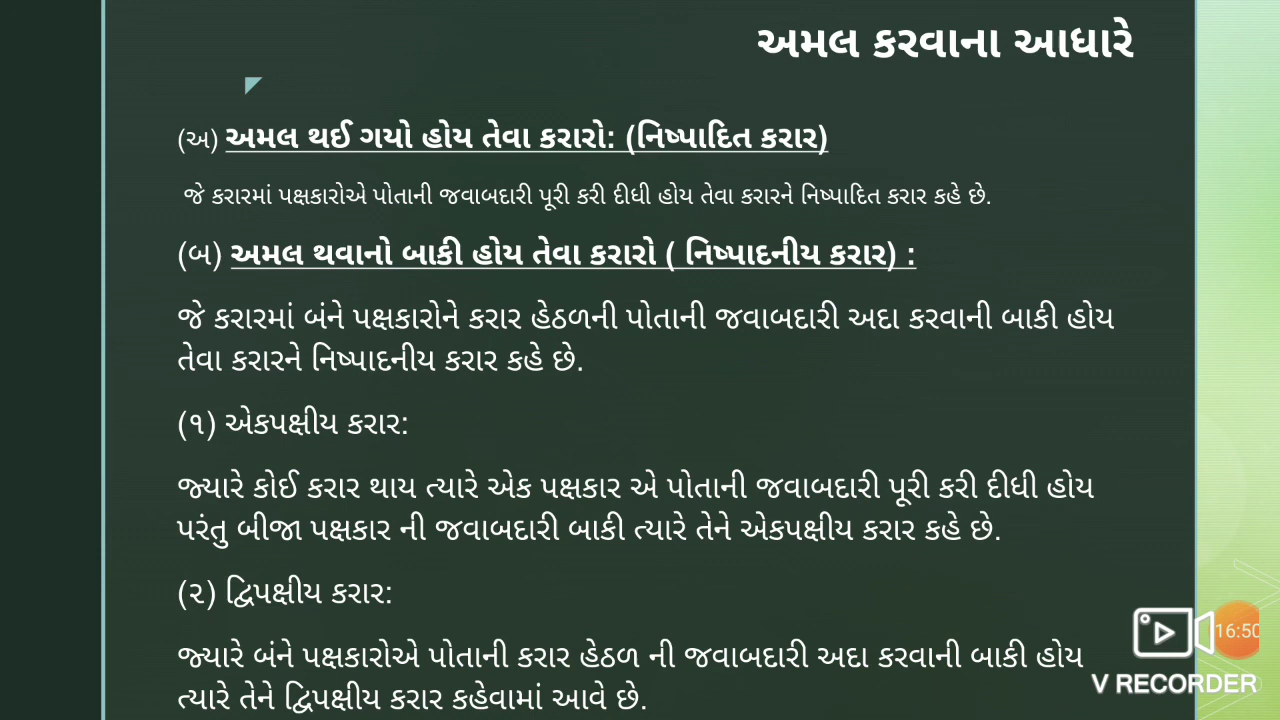 અમલ કરવાના આધારે
(અ) અમલ થઈ ગયો હોય તેવા કરારો: (નિષ્પાદિત કરાર)
જે કરારમાં પક્ષકારોએ પોતાની જવાબદારી પૂરી કરી દીધી હોય તેવા કરારને નિષ્પાદિત કરાર કહે છે.
(બ) અમલ થવાનો બાકી હોય તેવા કરારો ( નિષ્પાદનીય કરાર) :
જે કરારમાં બંને પક્ષકારોને કરાર હેઠળની પોતાની જવાબદારી અદા કરવાની બાકી હોય
તેવા કરારને નિષ્પાદનીય કરાર કહે છે.
(૧) એકપક્ષીય કરાર:
જ્યારે કોઈ કરાર થાય ત્યારે એક પક્ષકાર એ પોતાની જવાબદારી પૂરી કરી દીધી હોય
પરંતુ બીજા પક્ષકાર ની જવાબદારી બાકી ત્યારે તેને એકપક્ષીય કરાર કહે છે.
(૨) દ્વિપક્ષીય કરાર:
જ્યારે બંને પક્ષકારોએ પોતાની કરાર હેઠળ ની જવાબદારી અદા કરવાની બાકી હોય
ત્યારે તેને દ્વિપક્ષીય કરાર કહેવામાં આવે છે.
16:50
V RECORDER